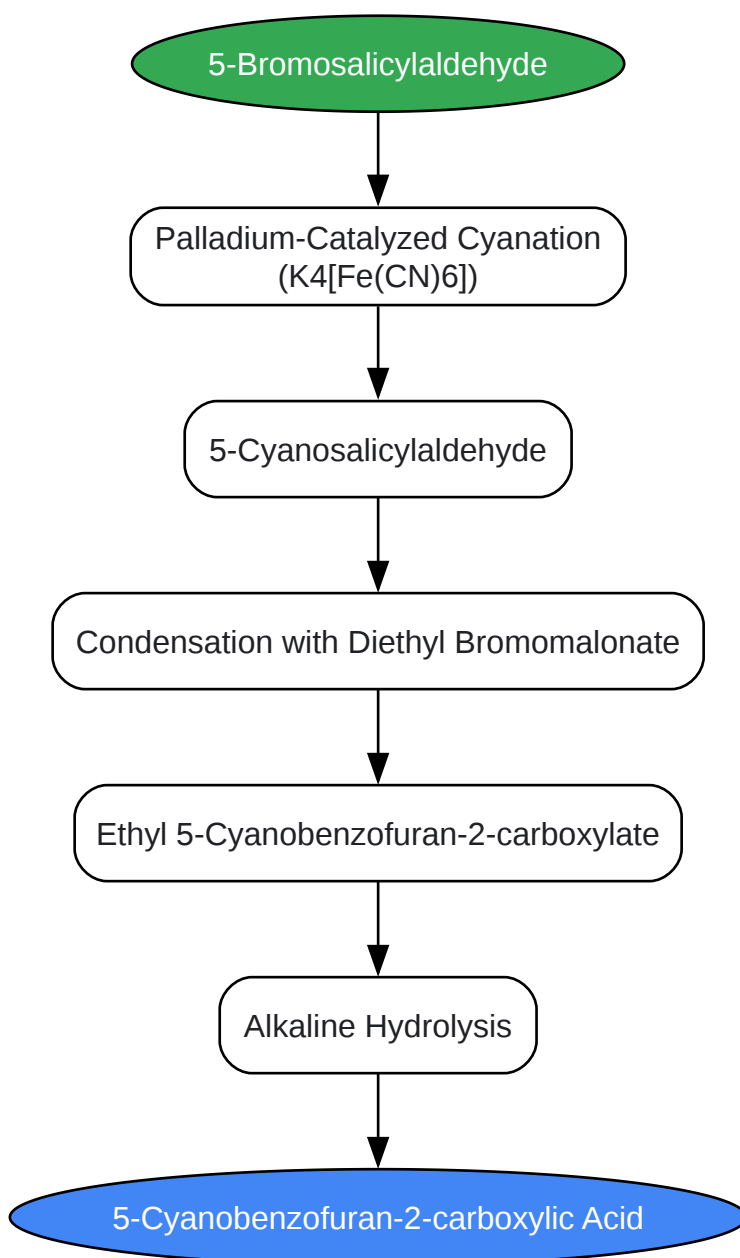 5-Bromosalicylaldehyde
Palladium-Catalyzed Cyanation
(K4[Fe(CN)6])
5-Cyanosalicylaldehyde
Condensation with Diethyl Bromomalonate
Ethyl 5-Cyanobenzofuran-2-carboxylate
Alkaline Hydrolysis
5-Cyanobenzofuran-2-carboxylic Acid